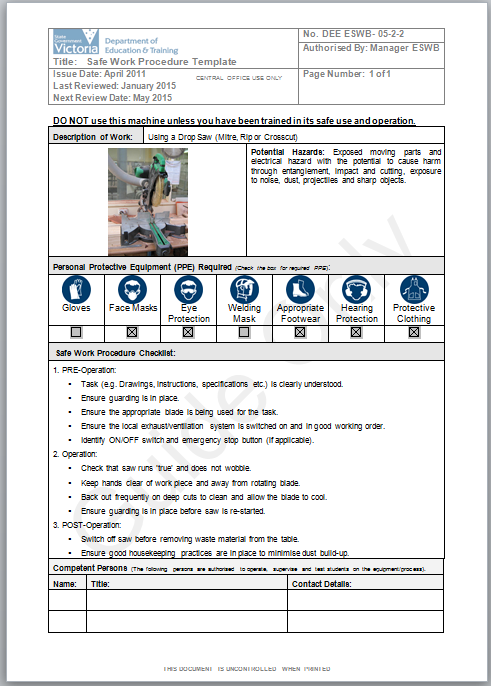 State
Government
Victoria
Department of
Education & Training
Title: Safe Work Procedure Template
No. DEE ESWB- 05-2-2
Authorised By: Manager ESWB
Issue Date: April 2011
Last Reviewed: January 2015
Next Review Date: May 2015
CENTRAL OFFICE USE ONLY
Page Number: 1 of 1
DO NOT use this machine unless you have been trained in its safe use and operation.
Description of Work: Using a Drop Saw (Mitre, Rip or Crosscut)
Potential Hazards: Exposed moving parts and
electrical hazard with the potential to cause harm
through entanglement, impact and cutting, exposure
to noise, dust, projectiles and sharp objects.
Personal Protective Equipment (PPE) Required (Check the box for required PPE):
Gloves
Face Masks
Eye
Protection
Welding
Mask
Appropriate
Footwear
Hearing
Protection
Protective
Clothing
Safe Work Procedure Checklist:
1. PRE-Operation:
• Task (e.g. Drawings, instructions, specifications etc.) is clearly understood.
• Ensure guarding is in place.
• Ensure the appropriate blade is being used for the task.
• Ensure the local exhaust/ventilation system is switched on and in good working order.
• Identify ON/OFF switch and emergency stop button (if applicable).
2. Operation:
• Check that saw runs 'true' and does not wobble.
• Keep hands clear of work piece and away from rotating blade.
• Back out frequently on deep cuts to clean and allow the blade to cool.
• Ensure guarding is in place before saw is re-started.
3. POST-Operation:
• Switch off saw before removing waste material from the table.
• Ensure good housekeeping practices are in place to minimise dust build-up.
Competent Persons (The following persons are authorised to operate, supervise and test students on the equipment/process).
Name: Title: Contact Details:
THIS DOCUMENT IS UNCONTROLLED WHEN PRINTED
Guide Only